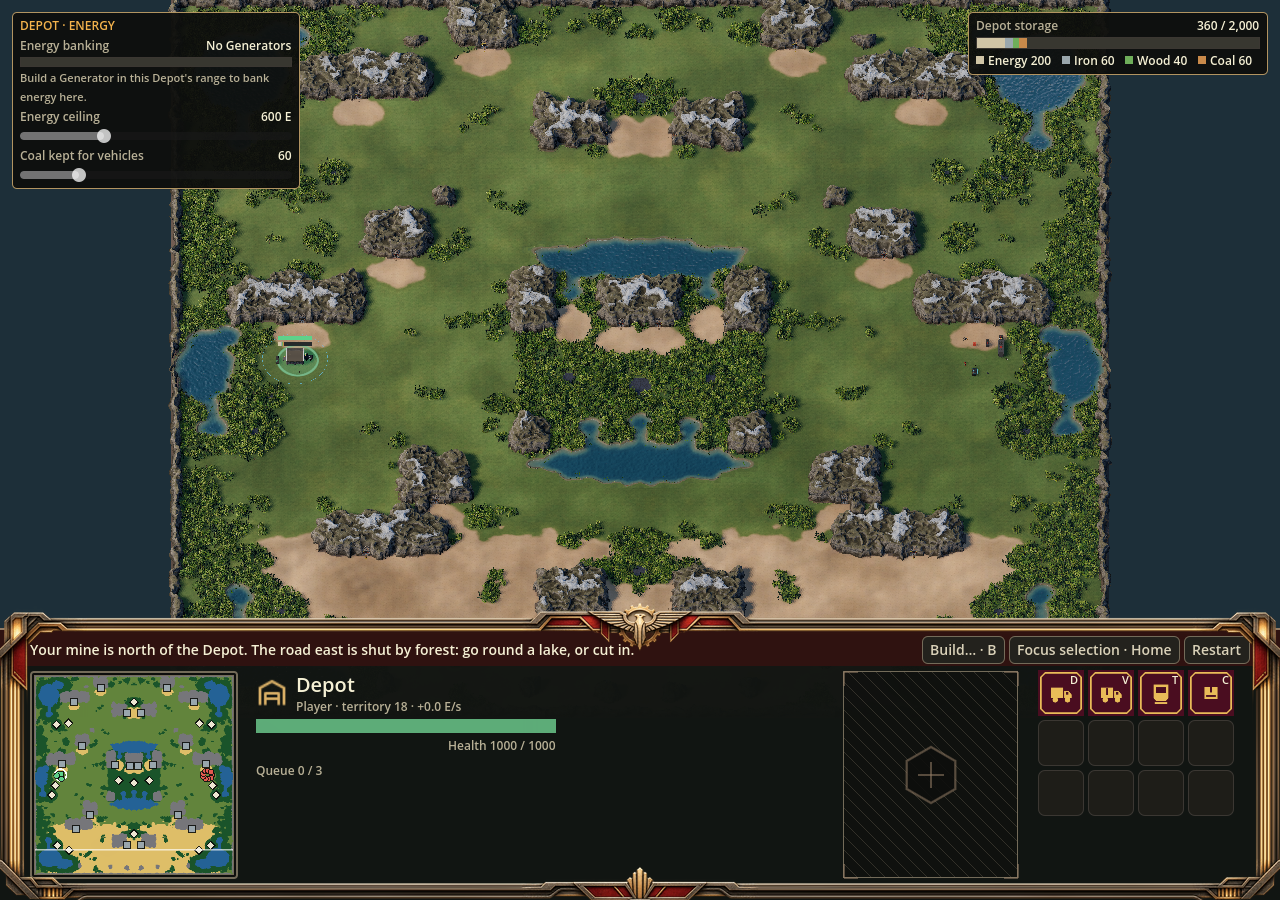 DEPOT · ENERGY
Energy banking No Generators
Build a Generator in this Depot's range to bank
energy here.
Energy ceiling 600 E
Coal kept for vehicles 60
Depot storage 360 / 2,000
Energy 200 Iron 60 Wood 40 Coal 60
Your mine is north of the Depot. The road east is shut by forest: go round a lake, or cut in.
Build... · B Focus selection · Home Restart
Depot
Player · territory 18 · +0.0 E/s
Health 1000 / 1000
Queue 0 / 3
D V T C